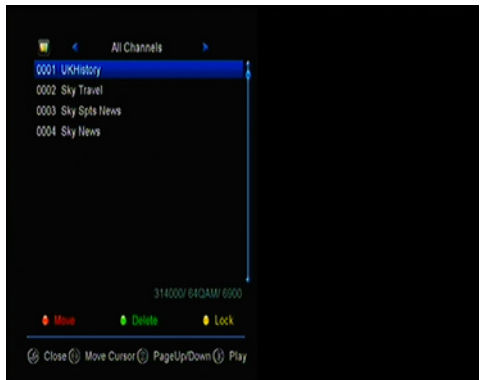 All Channels
0001 UKHistory
0002 Sky Travel
0003 Sky Spts News
0004 Sky News
314000/ 64QAM/ 6900
Move Delete Lock
Close Move Cursor PageUp/Down Play